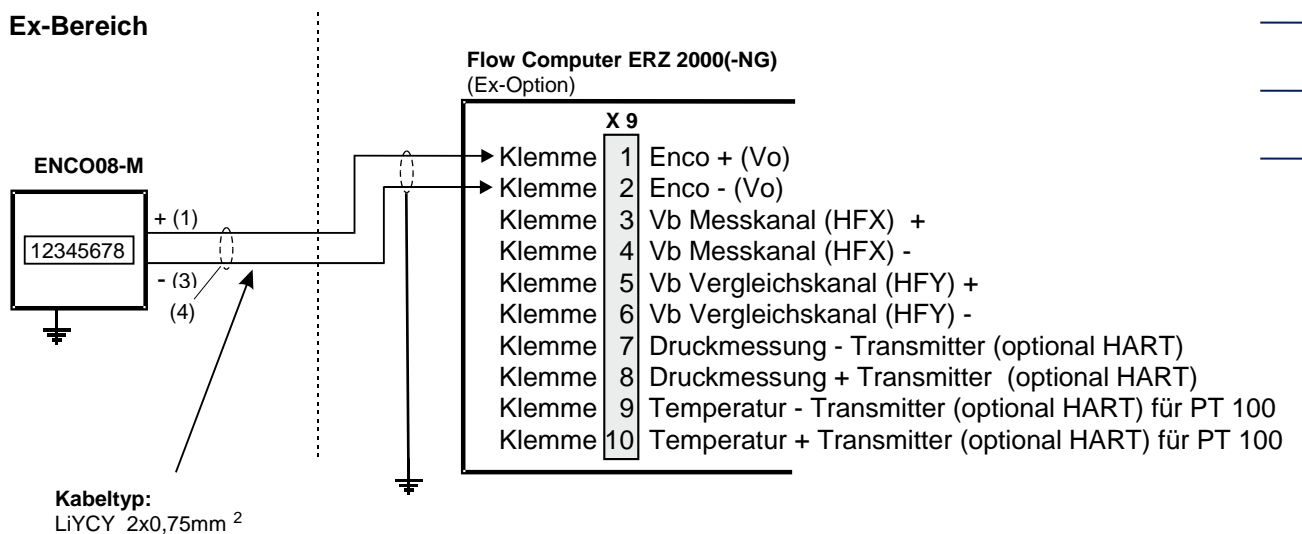 Ex-Bereich
Flow Computer ERZ 2000(-NG)
(Ex-Option)
X 9
ENCO08-M
12345678
+ (1)
- (3)
(4)
Klemme 1 Enco + (Vo)
Klemme 2 Enco - (Vo)
Klemme 3 Vb Messkanal (HFX) +
Klemme 4 Vb Messkanal (HFX) -
Klemme 5 Vb Vergleichskanal (HFY) +
Klemme 6 Vb Vergleichskanal (HFY) -
Klemme 7 Druckmessung - Transmitter (optional HART)
Klemme 8 Druckmessung + Transmitter (optional HART)
Klemme 9 Temperatur - Transmitter (optional HART) für PT 100
Klemme 10 Temperatur + Transmitter (optional HART) für PT 100
Kabeltyp:
LiYCY 2x0,75mm ²